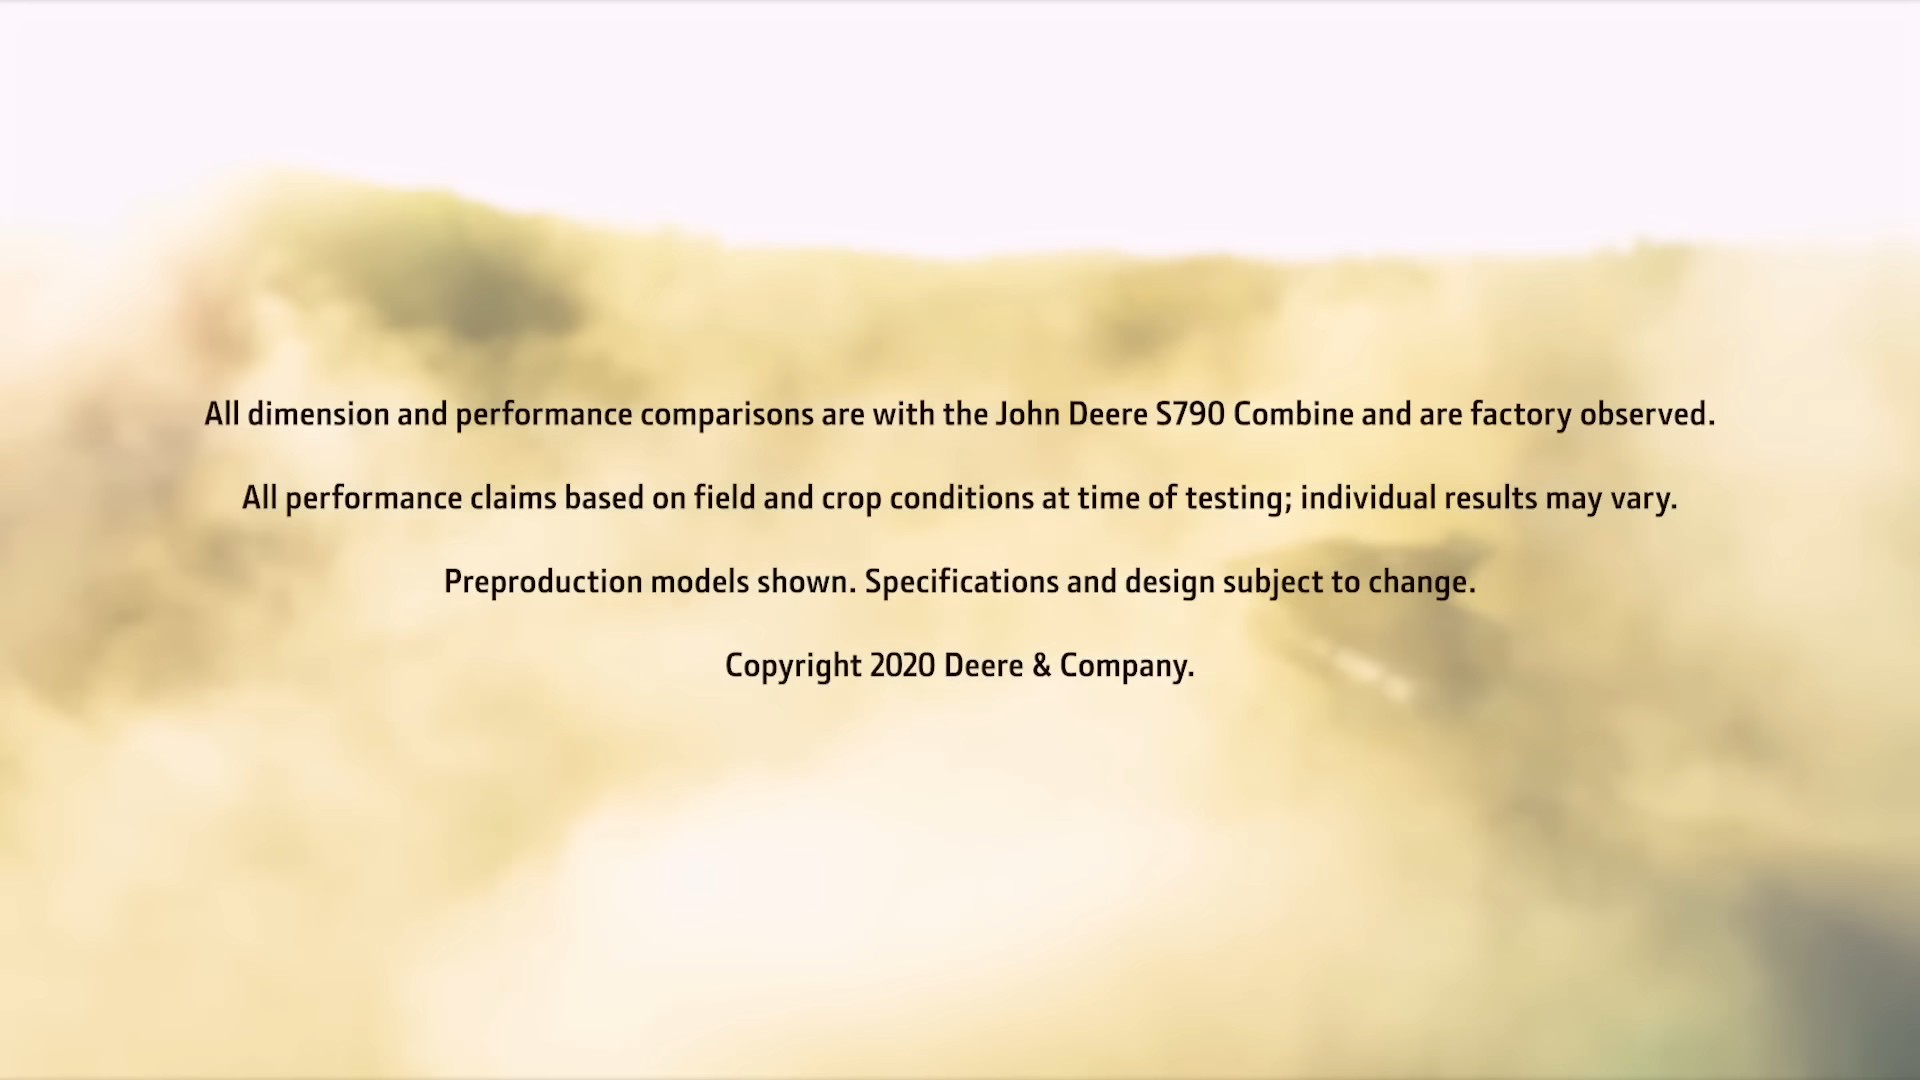 All dimension and performance comparisons are with the John Deere S790 Combine and are factory observed.
All performance claims based on field and crop conditions at time of testing; individual results may vary.
Preproduction models shown. Specifications and design subject to change.
Copyright 2020 Deere & Company.